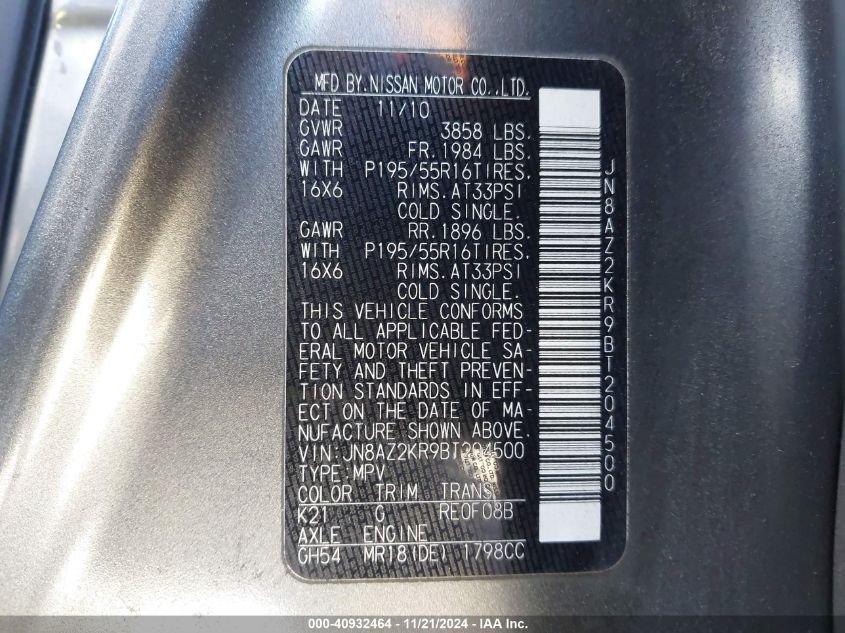 MFD BY.NISSAN MOTOR CO.,LTD.
DATE 11/10
GVWR 3858 LBS.
GAWR FR.1984 LBS.
WITH P195/55R16TIRES.
16X6 RIMS.AT33PSI
COLD SINGLE.
GAWR RR.1896 LBS.
WITH P195/55R16TIRES.
16X6 RIMS.AT33PSI
COLD SINGLE.
THIS VEHICLE CONFORMS
TO ALL APPLICABLE FED-
ERAL MOTOR VEHICLE SA-
FETY AND THEFT PREVEN-
TION STANDARDS IN EFF-
ECT ON THE DATE OF MA-
NUFACTURE SHOWN ABOVE.
VIN:JN8AZ2KR9BT204500
TYPE:MPV
COLOR TRIM TRANS
K21 G RE0F08B
AXLE ENGINE
GH54 MR18(DE) 1798CC
JN8AZ2KR9BT204500
000-40932464 - 11/21/2024 - IAA Inc.